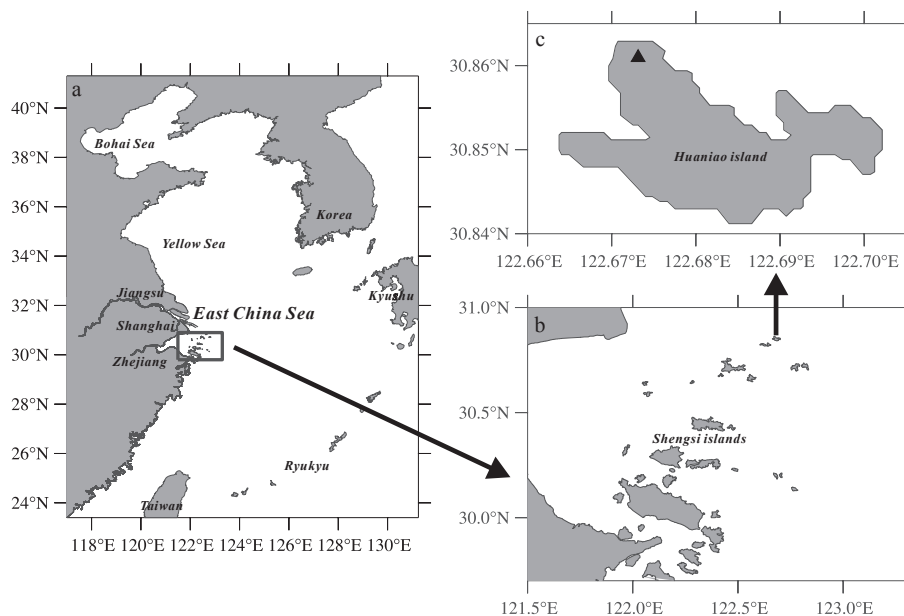 a
40°N
38°N
36°N
34°N
32°N
30°N
28°N
26°N
24°N
118°E 120°E 122°E 124°E 126°E 128°E 130°E
Bohai Sea
Korea
Yellow Sea
Jiangsu
Kyushu
East China Sea
Shanghai
Zhejiang
Ryukyu
Taiwan
c
30.86°N
30.85°N
30.84°N
Huaniao island
122.66°E 122.67°E 122.68°E 122.69°E 122.70°E
b
31.0°N
30.5°N
30.0°N
Shengsi islands
121.5°E 122.0°E 122.5°E 123.0°E